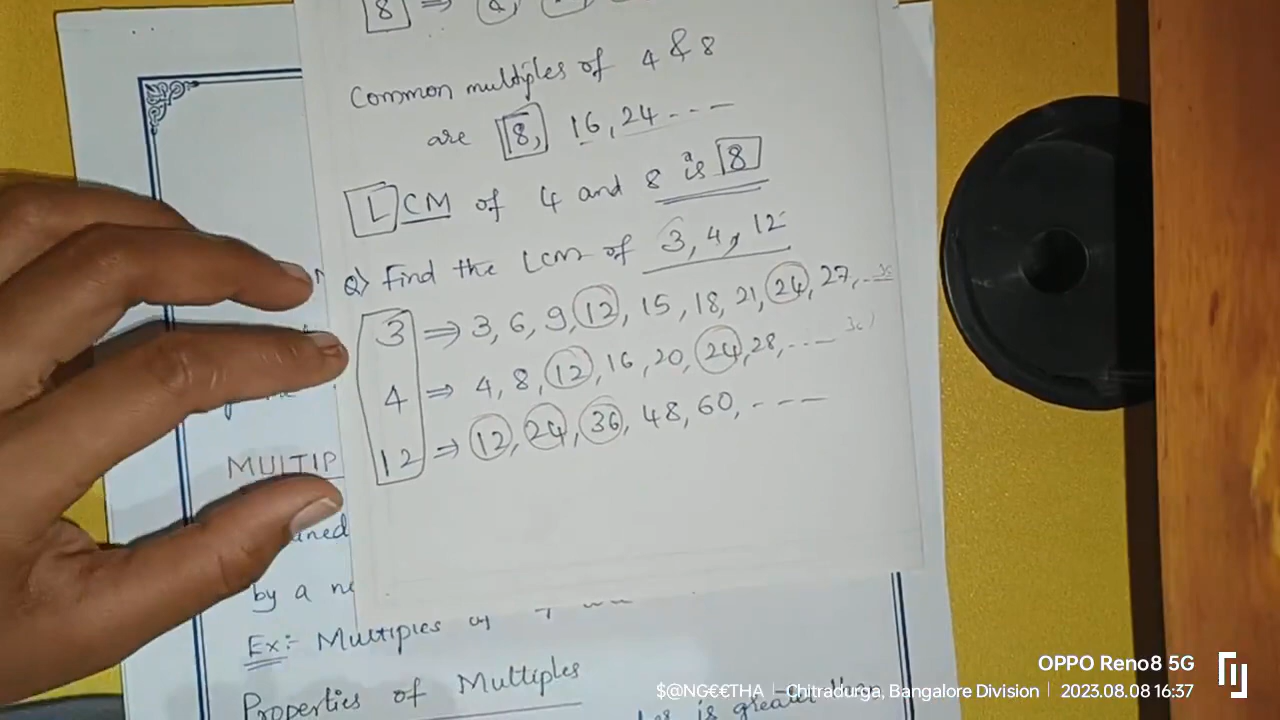 8 ⇒
Common multiples of 4 & 8
are 8, 16, 24 - - -
LCM of 4 and 8 is 8
Q) Find the LCM of 3, 4, 12
3 ⇒ 3, 6, 9, 12, 15, 18, 21, 24, 27, ...
4 ⇒ 4, 8, 12, 16, 20, 24, 28, ...
12 ⇒ 12, 24, 36, 48, 60, - - -
MULTIP
by a
Ex:- Multiples of
Properties of Multiples
is greater than
OPPO Reno8 5G
$@NG€€THA | Chitradurga, Bangalore Division | 2023.08.08 16:37